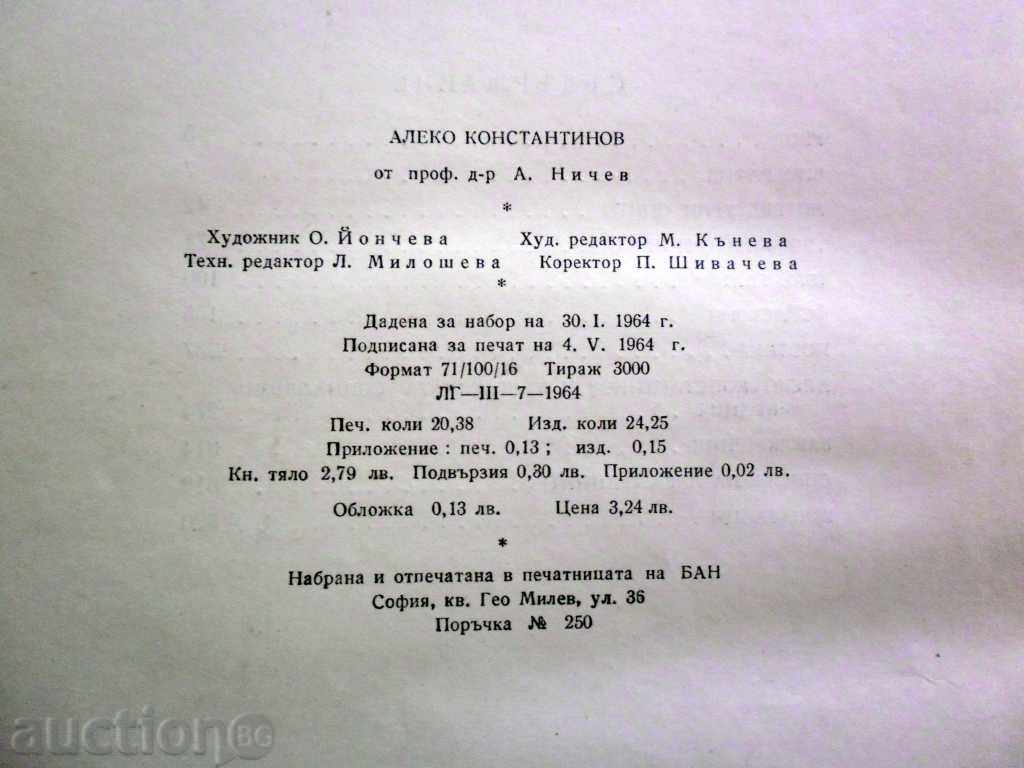 АЛЕКО КОНСТАНТИНОВ
от проф. д-р А. Ничев
*
Художник О. Йончева Худ. редактор М. Кънева
Техн. редактор Л. Милошева Коректор П. Шивачева
*
Дадена за набор на 30. I. 1964 г.
Подписана за печат на 4. V. 1964 г.
Формат 71/100/16 Тираж 3000
ЛГ—III—7—1964
Печ. коли 20,38 Изд. коли 24,25
Приложение : печ. 0,13 ; изд. 0,15
Кн. тяло 2,79 лв. Подвързия 0,30 лв. Приложение 0,02 лв.
Обложка 0,13 лв. Цена 3,24 лв.
*
Набрана и отпечатана в печатницата на БАН
София, кв. Гео Милев, ул. 36
Поръчка № 250
auction BG